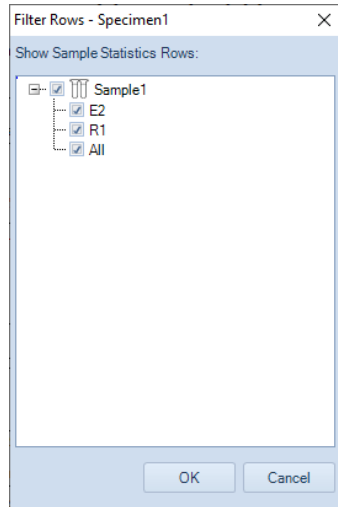 Filter Rows - Specimen1
Show Sample Statistics Rows:
Sample1
E2
R1
All
OK Cancel